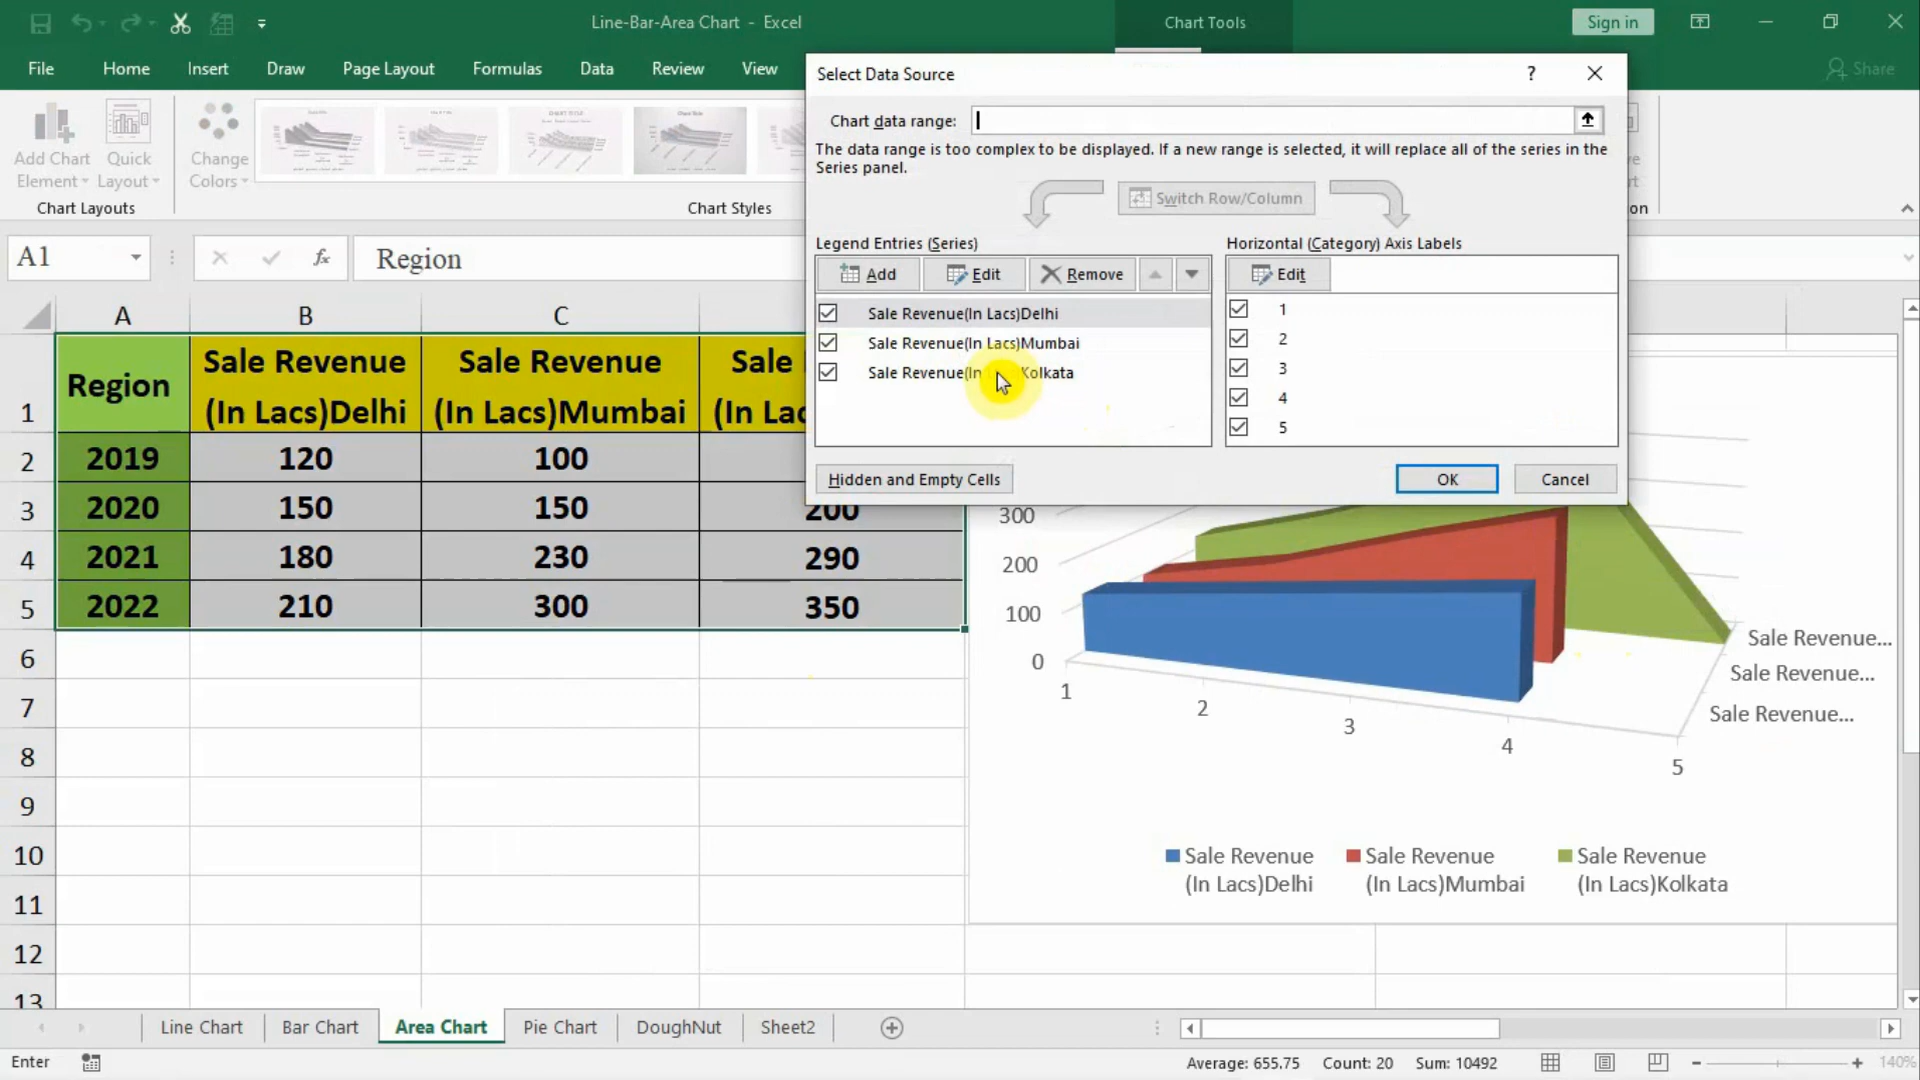 Line-Bar-Area Chart - Excel
Chart Tools
Sign in
File
Home
Insert
Draw
Page Layout
Formulas
Data
Review
View
Share
Add Chart
Element
Quick
Layout
Change
Colors
Chart Layouts
Chart Styles
Select Data Source
?
Chart data range:
The data range is too complex to be displayed. If a new range is selected, it will replace all of the series in the
Series panel.
Switch Row/Column
Legend Entries (Series)
Horizontal (Category) Axis Labels
Add
Edit
Remove
Edit
Sale Revenue(In Lacs)Delhi
Sale Revenue(In Lacs)Mumbai
Sale Revenue(In Kolkata
1
2
3
4
5
Hidden and Empty Cells
OK
Cancel
A1
fx
Region
A
B
C
1
Region
Sale Revenue
(In Lacs)Delhi
Sale Revenue
(In Lacs)Mumbai
Sale
(In Lac
2
2019
120
100
3
2020
150
150
200
4
2021
180
230
290
5
2022
210
300
350
6
7
8
9
10
11
12
13
300
200
100
0
1
2
3
4
5
Sale Revenue...
Sale Revenue...
Sale Revenue...
Sale Revenue
(In Lacs)Delhi
Sale Revenue
(In Lacs)Mumbai
Sale Revenue
(In Lacs)Kolkata
Line Chart
Bar Chart
Area Chart
Pie Chart
DoughNut
Sheet2
Enter
Average: 655.75
Count: 20
Sum: 10492
140%